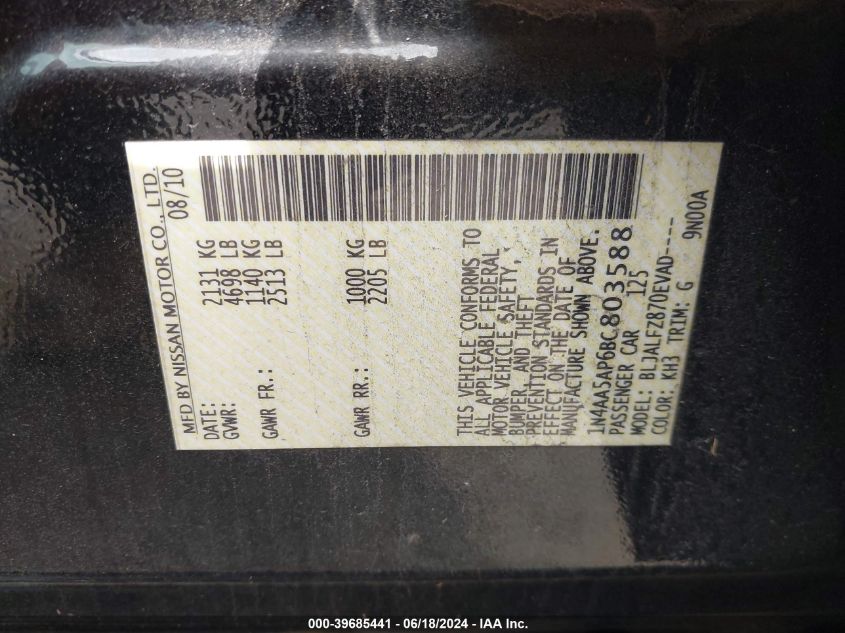 MFD BY NISSAN MOTOR CO., LTD.
DATE: 08/10
GVWR: 2131 KG
4698 LB
GAWR FR.: 1140 KG
2513 LB
GAWR RR.: 1000 KG
2205 LB
THIS VEHICLE CONFORMS TO
ALL APPLICABLE FEDERAL
MOTOR VEHICLE SAFETY,
BUMPER, AND THEFT
PREVENTION STANDARDS IN
EFFECT ON THE DATE OF
MANUFACTURE SHOWN ABOVE.
1N4AA5AP6BC803588
PASSENGER CAR 125
MODEL: BLJALFZ870EVAD----
COLOR: KH3 TRIM: G 9N00A
000-39685441 - 06/18/2024 - IAA Inc.